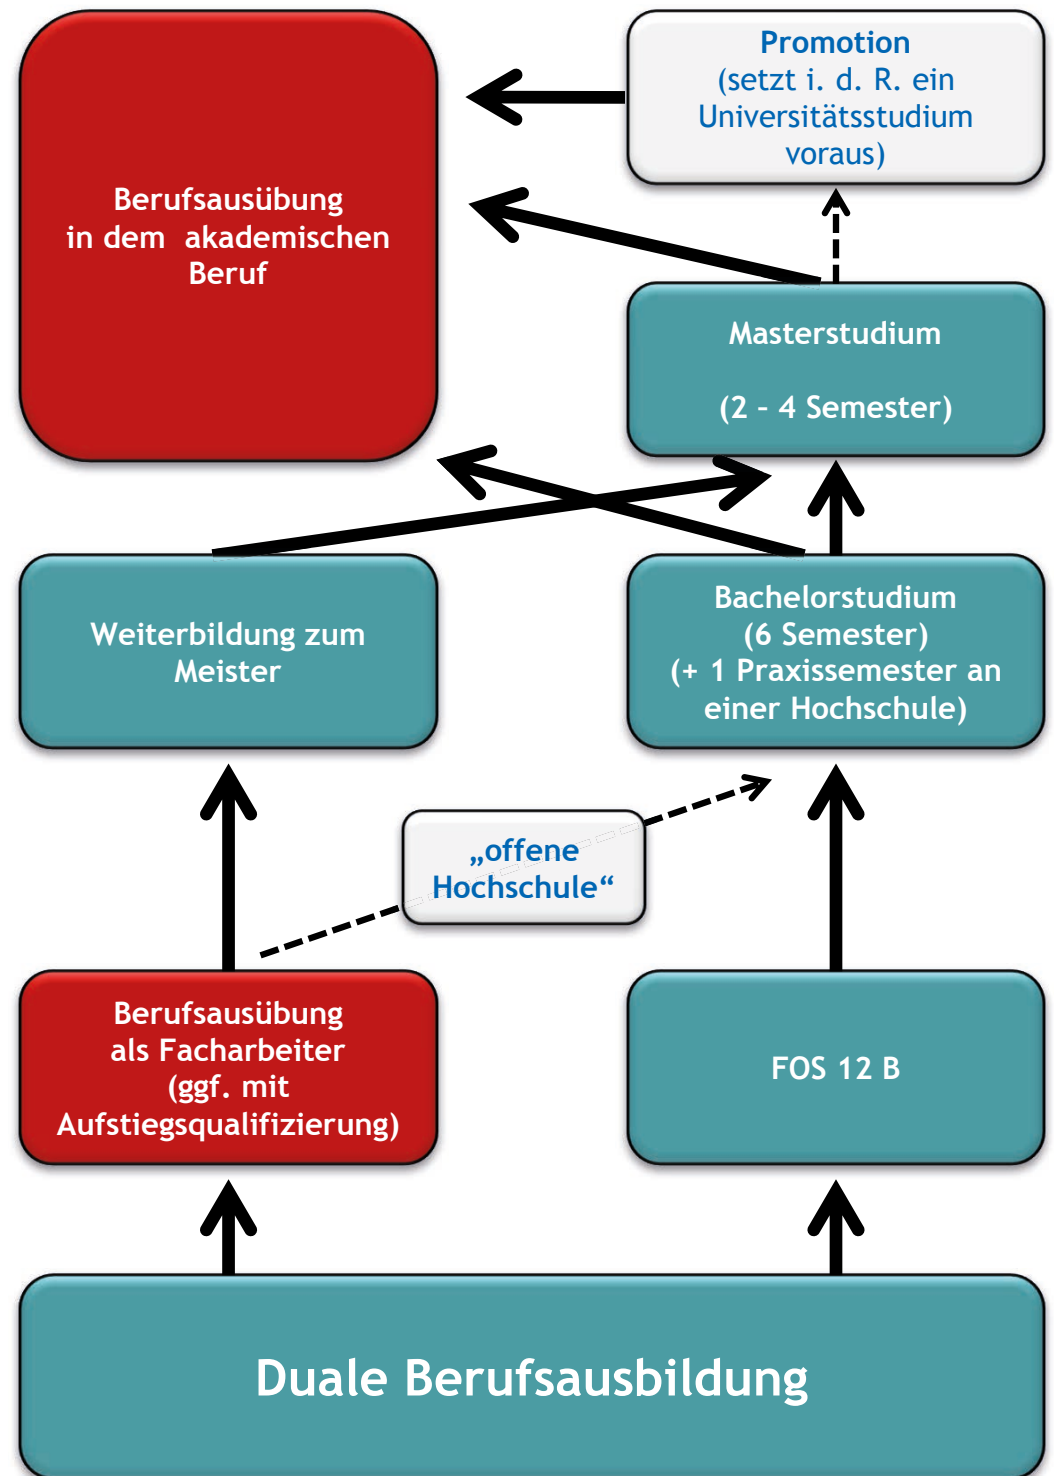 Promotion
(setzt i. d. R. ein
Universitätsstudium
voraus)
Berufsausübung
in dem akademischen
Beruf
Masterstudium
(2 – 4 Semester)
Weiterbildung zum
Meister
Bachelorstudium
(6 Semester)
(+ 1 Praxissemester an
einer Hochschule)
„offene
Hochschule“
Berufsausübung
als Facharbeiter
(ggf. mit
Aufstiegsqualifizierung)
FOS 12 B
Duale Berufsausbildung